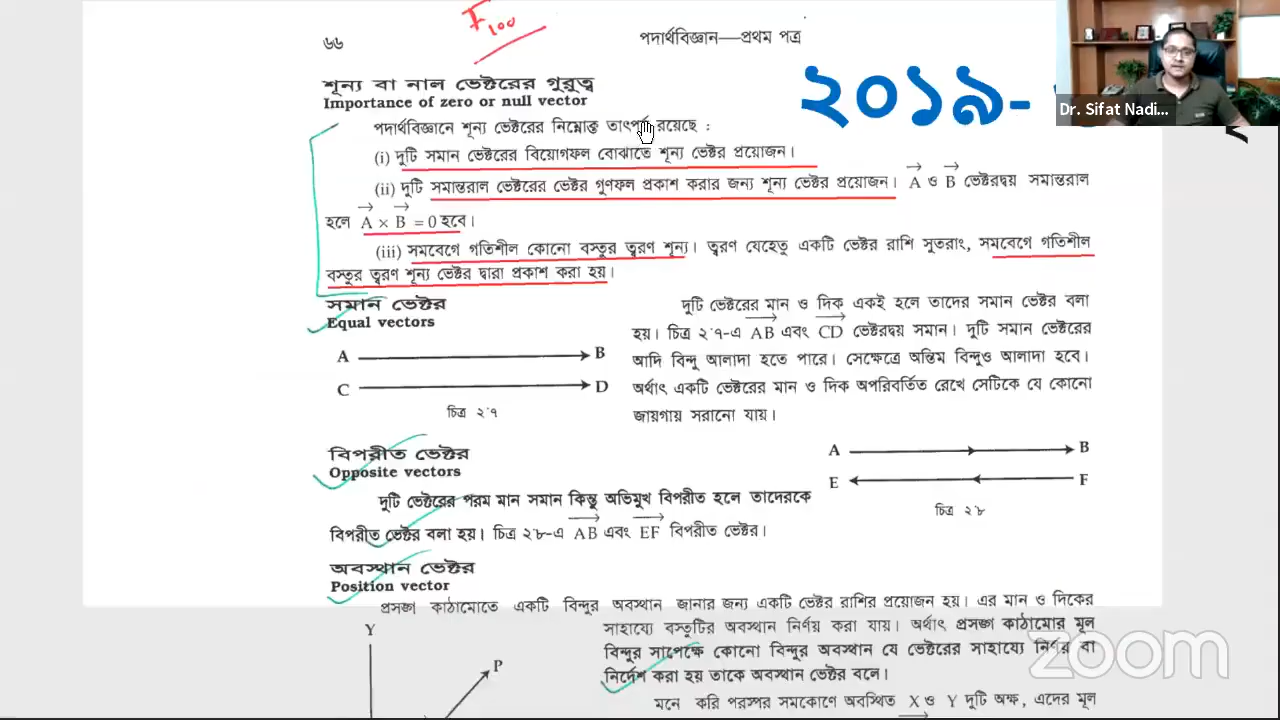 F₁₀₀
৬৬
পদার্থবিজ্ঞান—প্রথম পত্র
২০১৯-
Dr. Sifat Nadi...
শূন্য বা নাল ভেক্টরের গুরুত্ব
Importance of zero or null vector
পদার্থবিজ্ঞানে শূন্য ভেক্টরের নিম্নোক্ত তাৎপর্য রয়েছে :
(i) দুটি সমান ভেক্টরের বিয়োগফল বোঝাতে শূন্য ভেক্টর প্রয়োজন।
(ii) দুটি সমান্তরাল ভেক্টরের ভেক্টর গুণফল প্রকাশ করার জন্য শূন্য ভেক্টর প্রয়োজন। A ও B ভেক্টরদ্বয় সমান্তরাল
হলে A × B = 0 হবে।
(iii) সমবেগে গতিশীল কোনো বস্তুর ত্বরণ শূন্য। ত্বরণ যেহেতু একটি ভেক্টর রাশি সুতরাং, সমবেগে গতিশীল
বস্তুর ত্বরণ শূন্য ভেক্টর দ্বারা প্রকাশ করা হয়।
সমান ভেক্টর
Equal vectors
A B
C D
চিত্র ২.৭
দুটি ভেক্টরের মান ও দিক একই হলে তাদের সমান ভেক্টর বলা
হয়। চিত্র ২.৭-এ AB এবং CD ভেক্টরদ্বয় সমান। দুটি সমান ভেক্টরের
আদি বিন্দু আলাদা হতে পারে। সেক্ষেত্রে অন্তিম বিন্দুও আলাদা হবে।
অর্থাৎ একটি ভেক্টরের মান ও দিক অপরিবর্তিত রেখে সেটিকে যে কোনো
জায়গায় সরানো যায়।
বিপরীত ভেক্টর
Opposite vectors
দুটি ভেক্টরের পরম মান সমান কিন্তু অভিমুখ বিপরীত হলে তাদেরকে
বিপরীত ভেক্টর বলা হয়। চিত্র ২.৮-এ AB এবং EF বিপরীত ভেক্টর।
A B
E F
চিত্র ২.৮
অবস্থান ভেক্টর
Position vector
প্রসঙ্গ কাঠামোতে একটি বিন্দুর অবস্থান জানার জন্য একটি ভেক্টর রাশির প্রয়োজন হয়। এর মান ও দিকের
সাহায্যে বস্তুটির অবস্থান নির্ণয় করা যায়। অর্থাৎ প্রসঙ্গ কাঠামোর মূল
বিন্দুর সাপেক্ষে কোনো বিন্দুর অবস্থান যে ভেক্টরের সাহায্যে নির্ণয় বা
নির্দেশ করা হয় তাকে অবস্থান ভেক্টর বলে।
মনে করি পরস্পর সমকোণে অবস্থিত X ও Y দুটি অক্ষ, এদের মূল
Y
P
zoom